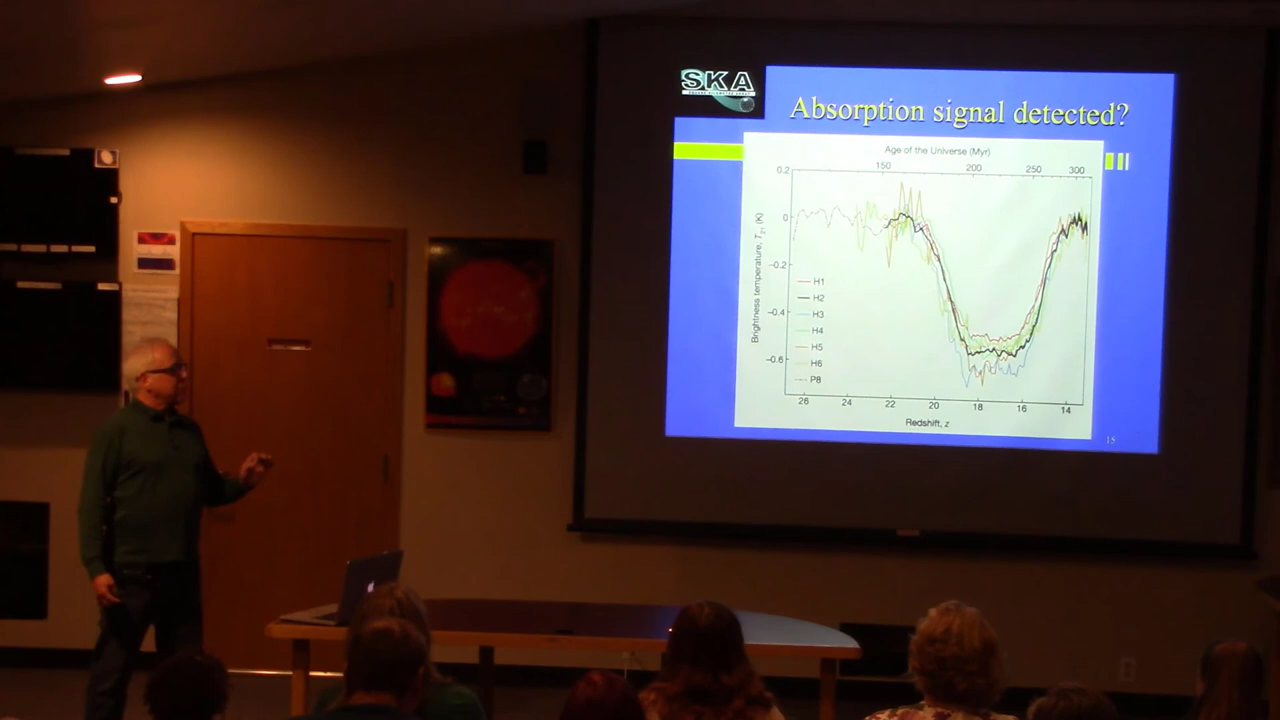 SKA
Absorption signal detected?
Age of the Universe (Myr)
150 200 250 300
0.2
0
−0.2
−0.4
−0.6
Brightness temperature, T21 (K)
H1
H2
H3
H4
H5
H6
P8
26 24 22 20 18 16 14
Redshift, z
15